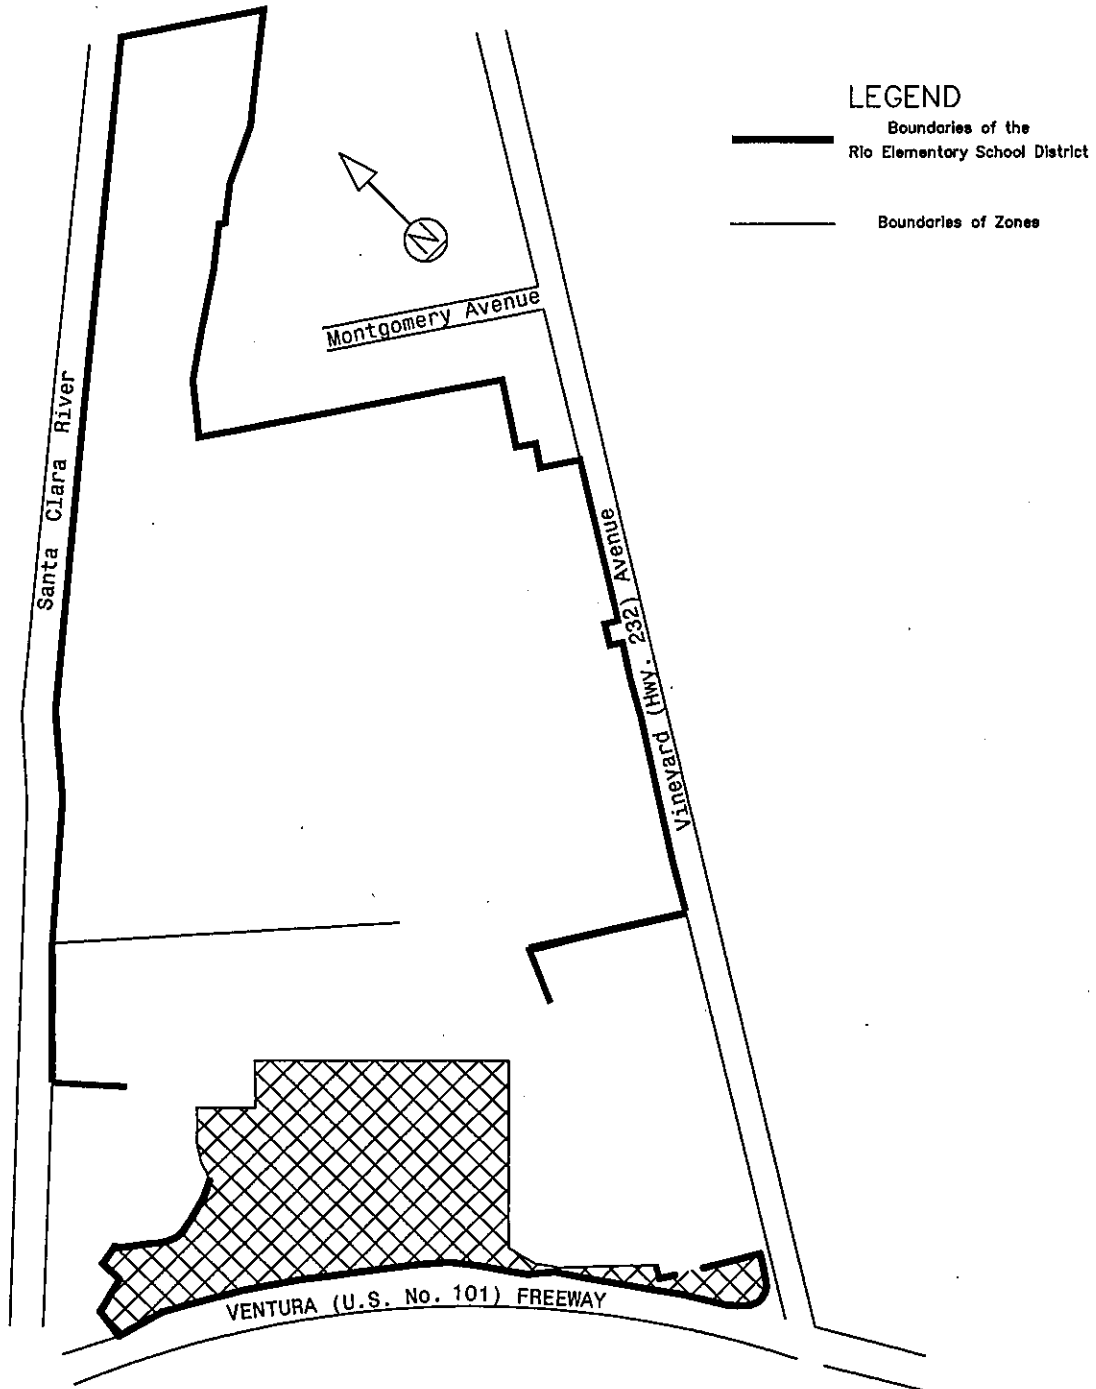 LEGEND
Boundaries of the
Rio Elementary School District
Boundaries of Zones
N
Montgomery Avenue
Santa Clara River
Vineyard (Hwy. 232) Avenue
VENTURA (U.S. No. 101) FREEWAY